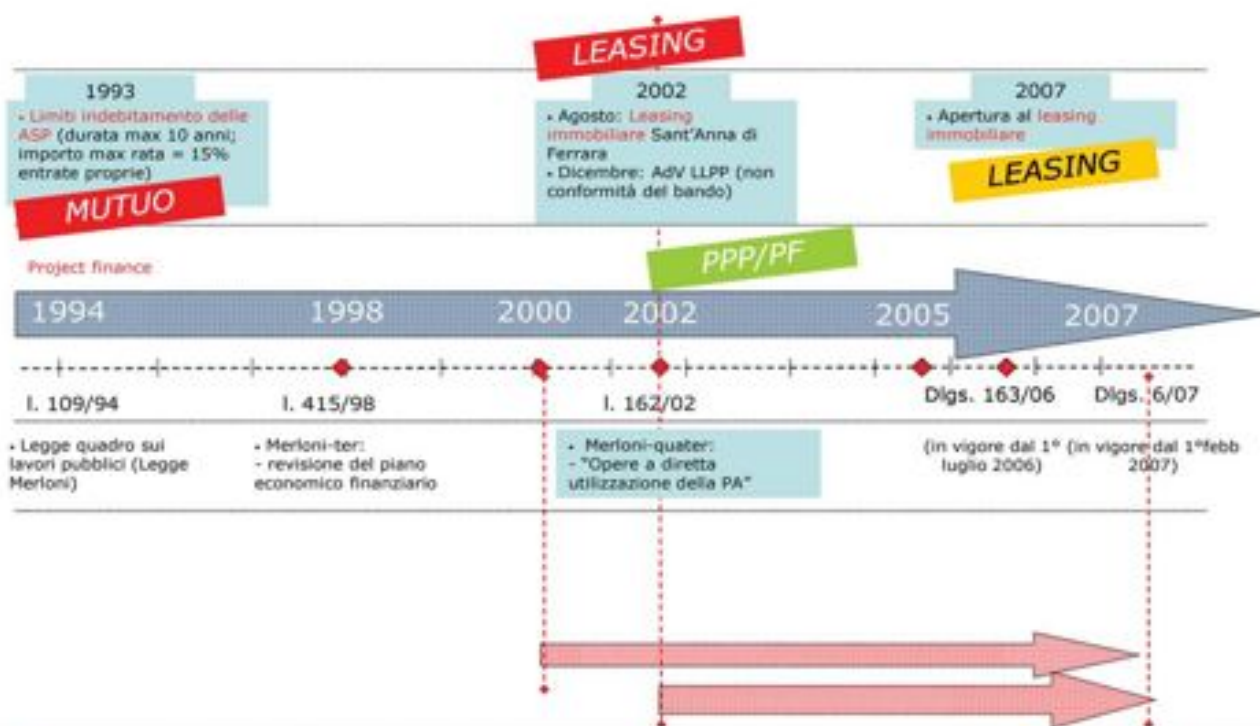 LEASING
1993
• Limiti indebitamento delle
ASP (durata max 10 anni;
importo max rata = 15%
entrate proprie)
MUTUO
2002
• Agosto: Leasing
immobiliare Sant'Anna di
Ferrara
• Dicembre: AdV LLPP (non
conformità del bando)
2007
• Apertura al leasing
immobiliare
LEASING
PPP/PF
Project finance
1994 1998 2000 2002 2005 2007
l. 109/94 l. 415/98 l. 162/02 Dlgs. 163/06 Dlgs. 6/07
• Legge quadro sui
lavori pubblici (Legge
Merloni)
• Merloni-ter:
- revisione del piano
economico finanziario
• Merloni-quater:
- "Opere a diretta
utilizzazione della PA"
(in vigore dal 1°
luglio 2006)
(in vigore dal 1°febb
2007)